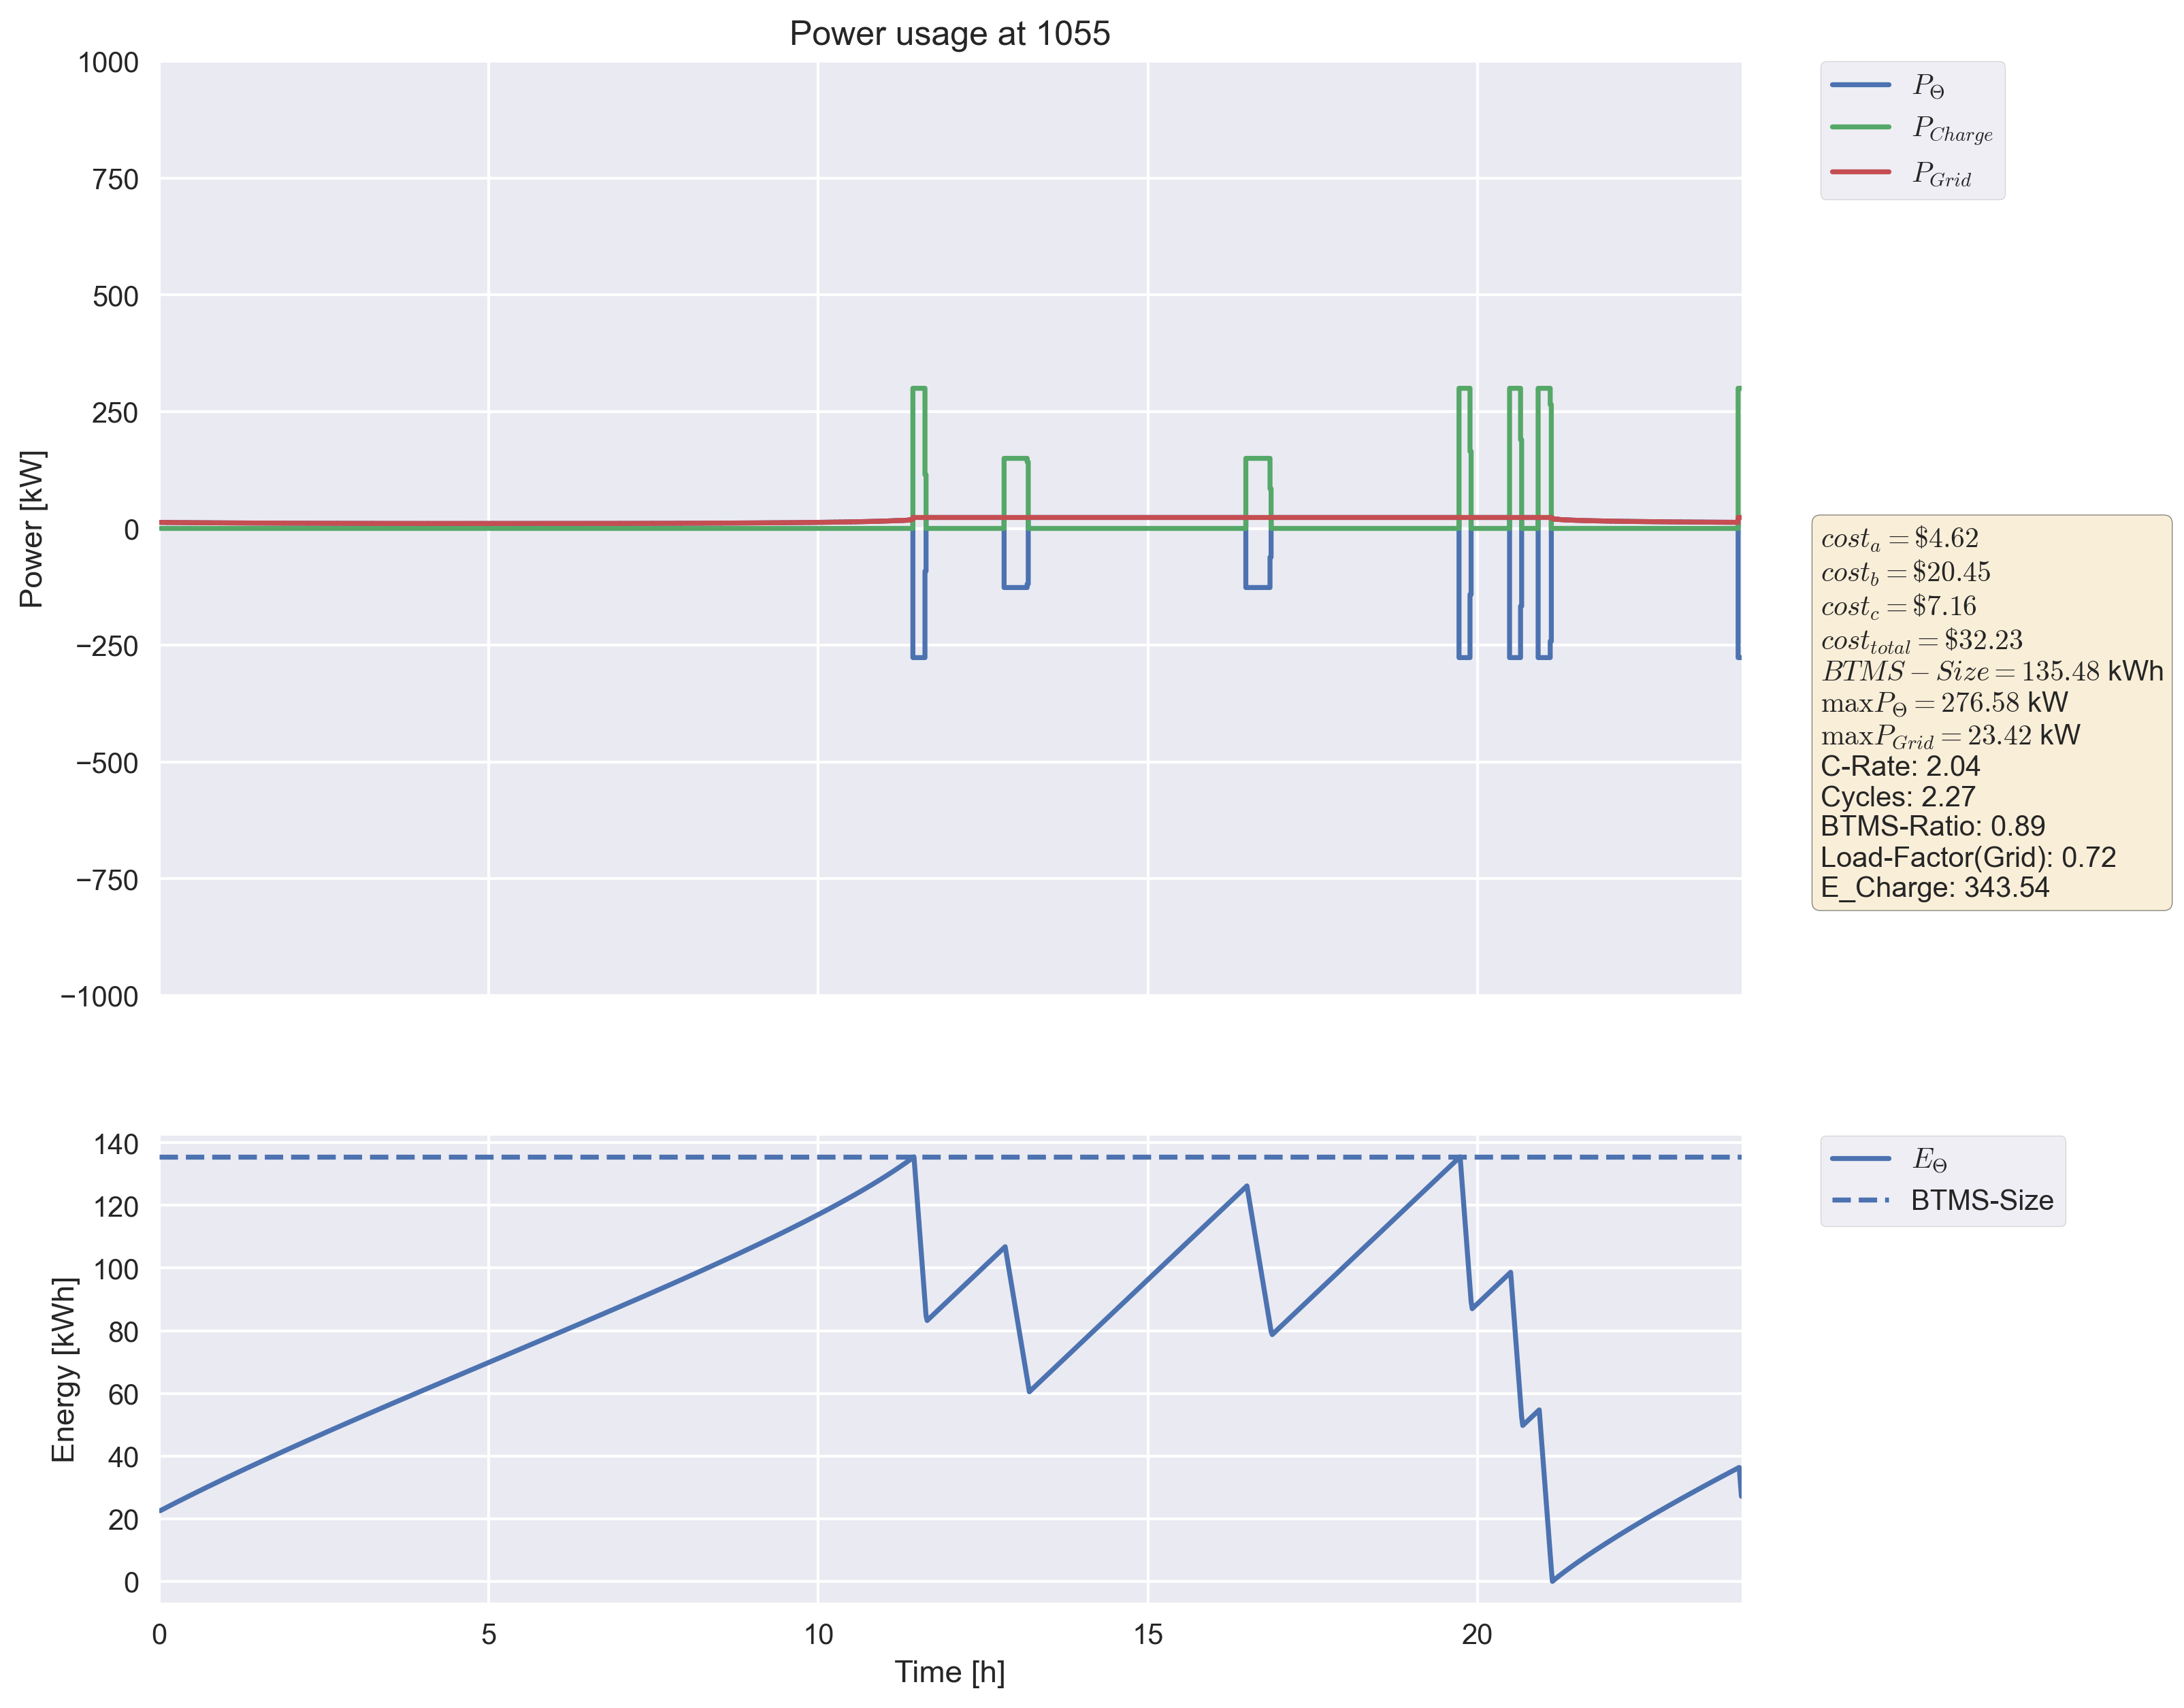 Power usage at 1055
1000
750
500
250
0
−250
−500
−750
−1000
Power [kW]
P_Θ
P_Charge
P_Grid
cost_a = $4.62
cost_b = $20.45
cost_c = $7.16
cost_total = $32.23
BTMS − Size = 135.48 kWh
maxP_Θ = 276.58 kW
maxP_Grid = 23.42 kW
C-Rate: 2.04
Cycles: 2.27
BTMS-Ratio: 0.89
Load-Factor(Grid): 0.72
E_Charge: 343.54
140
120
100
80
60
40
20
0
Energy [kWh]
E_Θ
BTMS-Size
0 5 10 15 20
Time [h]